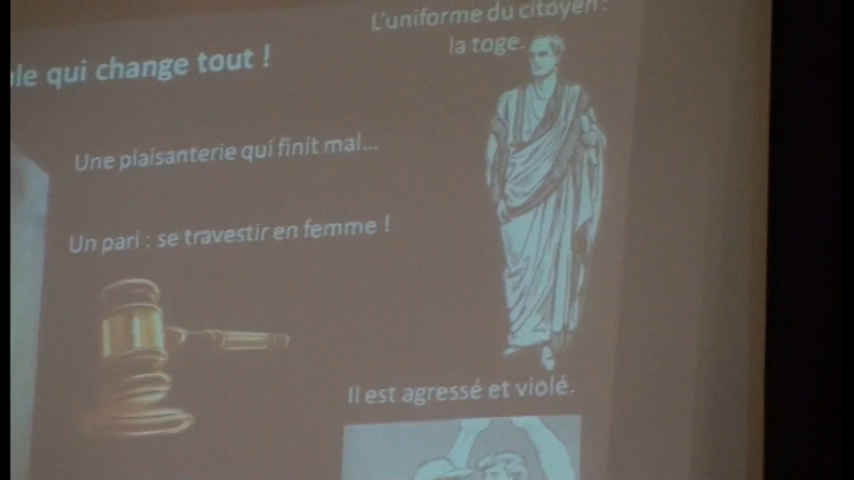 L'uniforme du citoyen :
la toge.
qui change tout !
Une plaisanterie qui finit mal...
Un pari : se travestir en femme !
Il est agressé et violé.